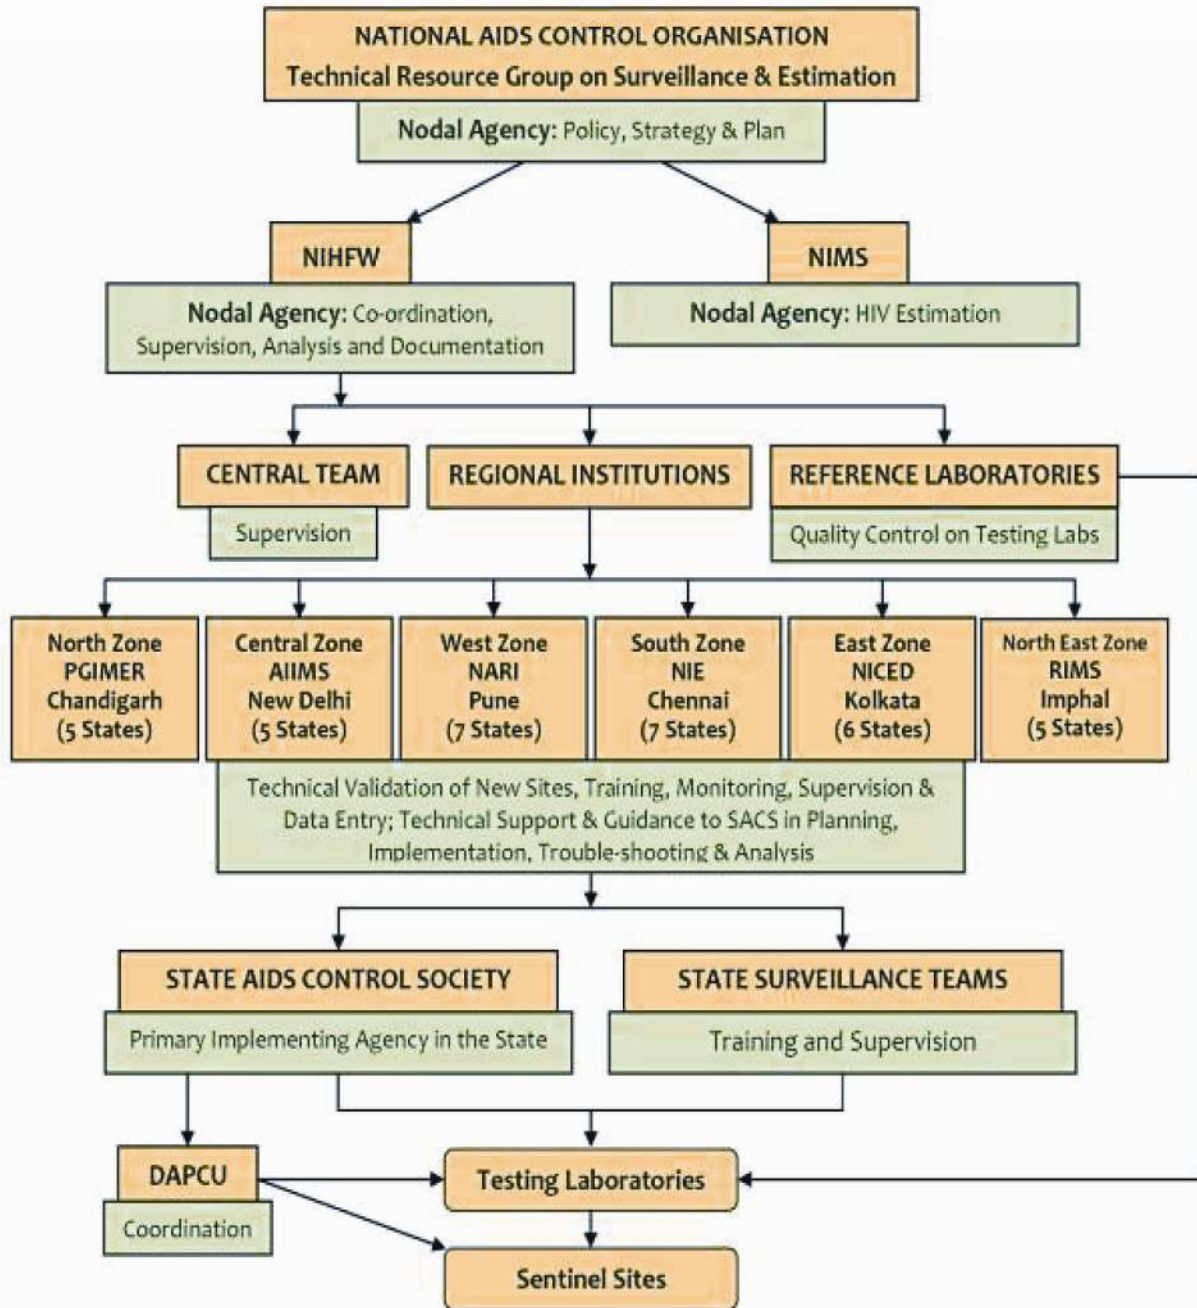 NATIONAL AIDS CONTROL ORGANISATION
Technical Resource Group on Surveillance & Estimation
Nodal Agency: Policy, Strategy & Plan
NIHFW
Nodal Agency: Co-ordination,
Supervision, Analysis and Documentation
NIMS
Nodal Agency: HIV Estimation
CENTRAL TEAM
Supervision
REGIONAL INSTITUTIONS
REFERENCE LABORATORIES
Quality Control on Testing Labs
North Zone
PGIMER
Chandigarh
(5 States)
Central Zone
AIIMS
New Delhi
(5 States)
West Zone
NARI
Pune
(7 States)
South Zone
NIE
Chennai
(7 States)
East Zone
NICED
Kolkata
(6 States)
North East Zone
RIMS
Imphal
(5 States)
Technical Validation of New Sites, Training, Monitoring, Supervision &
Data Entry; Technical Support & Guidance to SACS in Planning,
Implementation, Trouble-shooting & Analysis
STATE AIDS CONTROL SOCIETY
Primary Implementing Agency in the State
STATE SURVEILLANCE TEAMS
Training and Supervision
DAPCU
Coordination
Testing Laboratories
Sentinel Sites